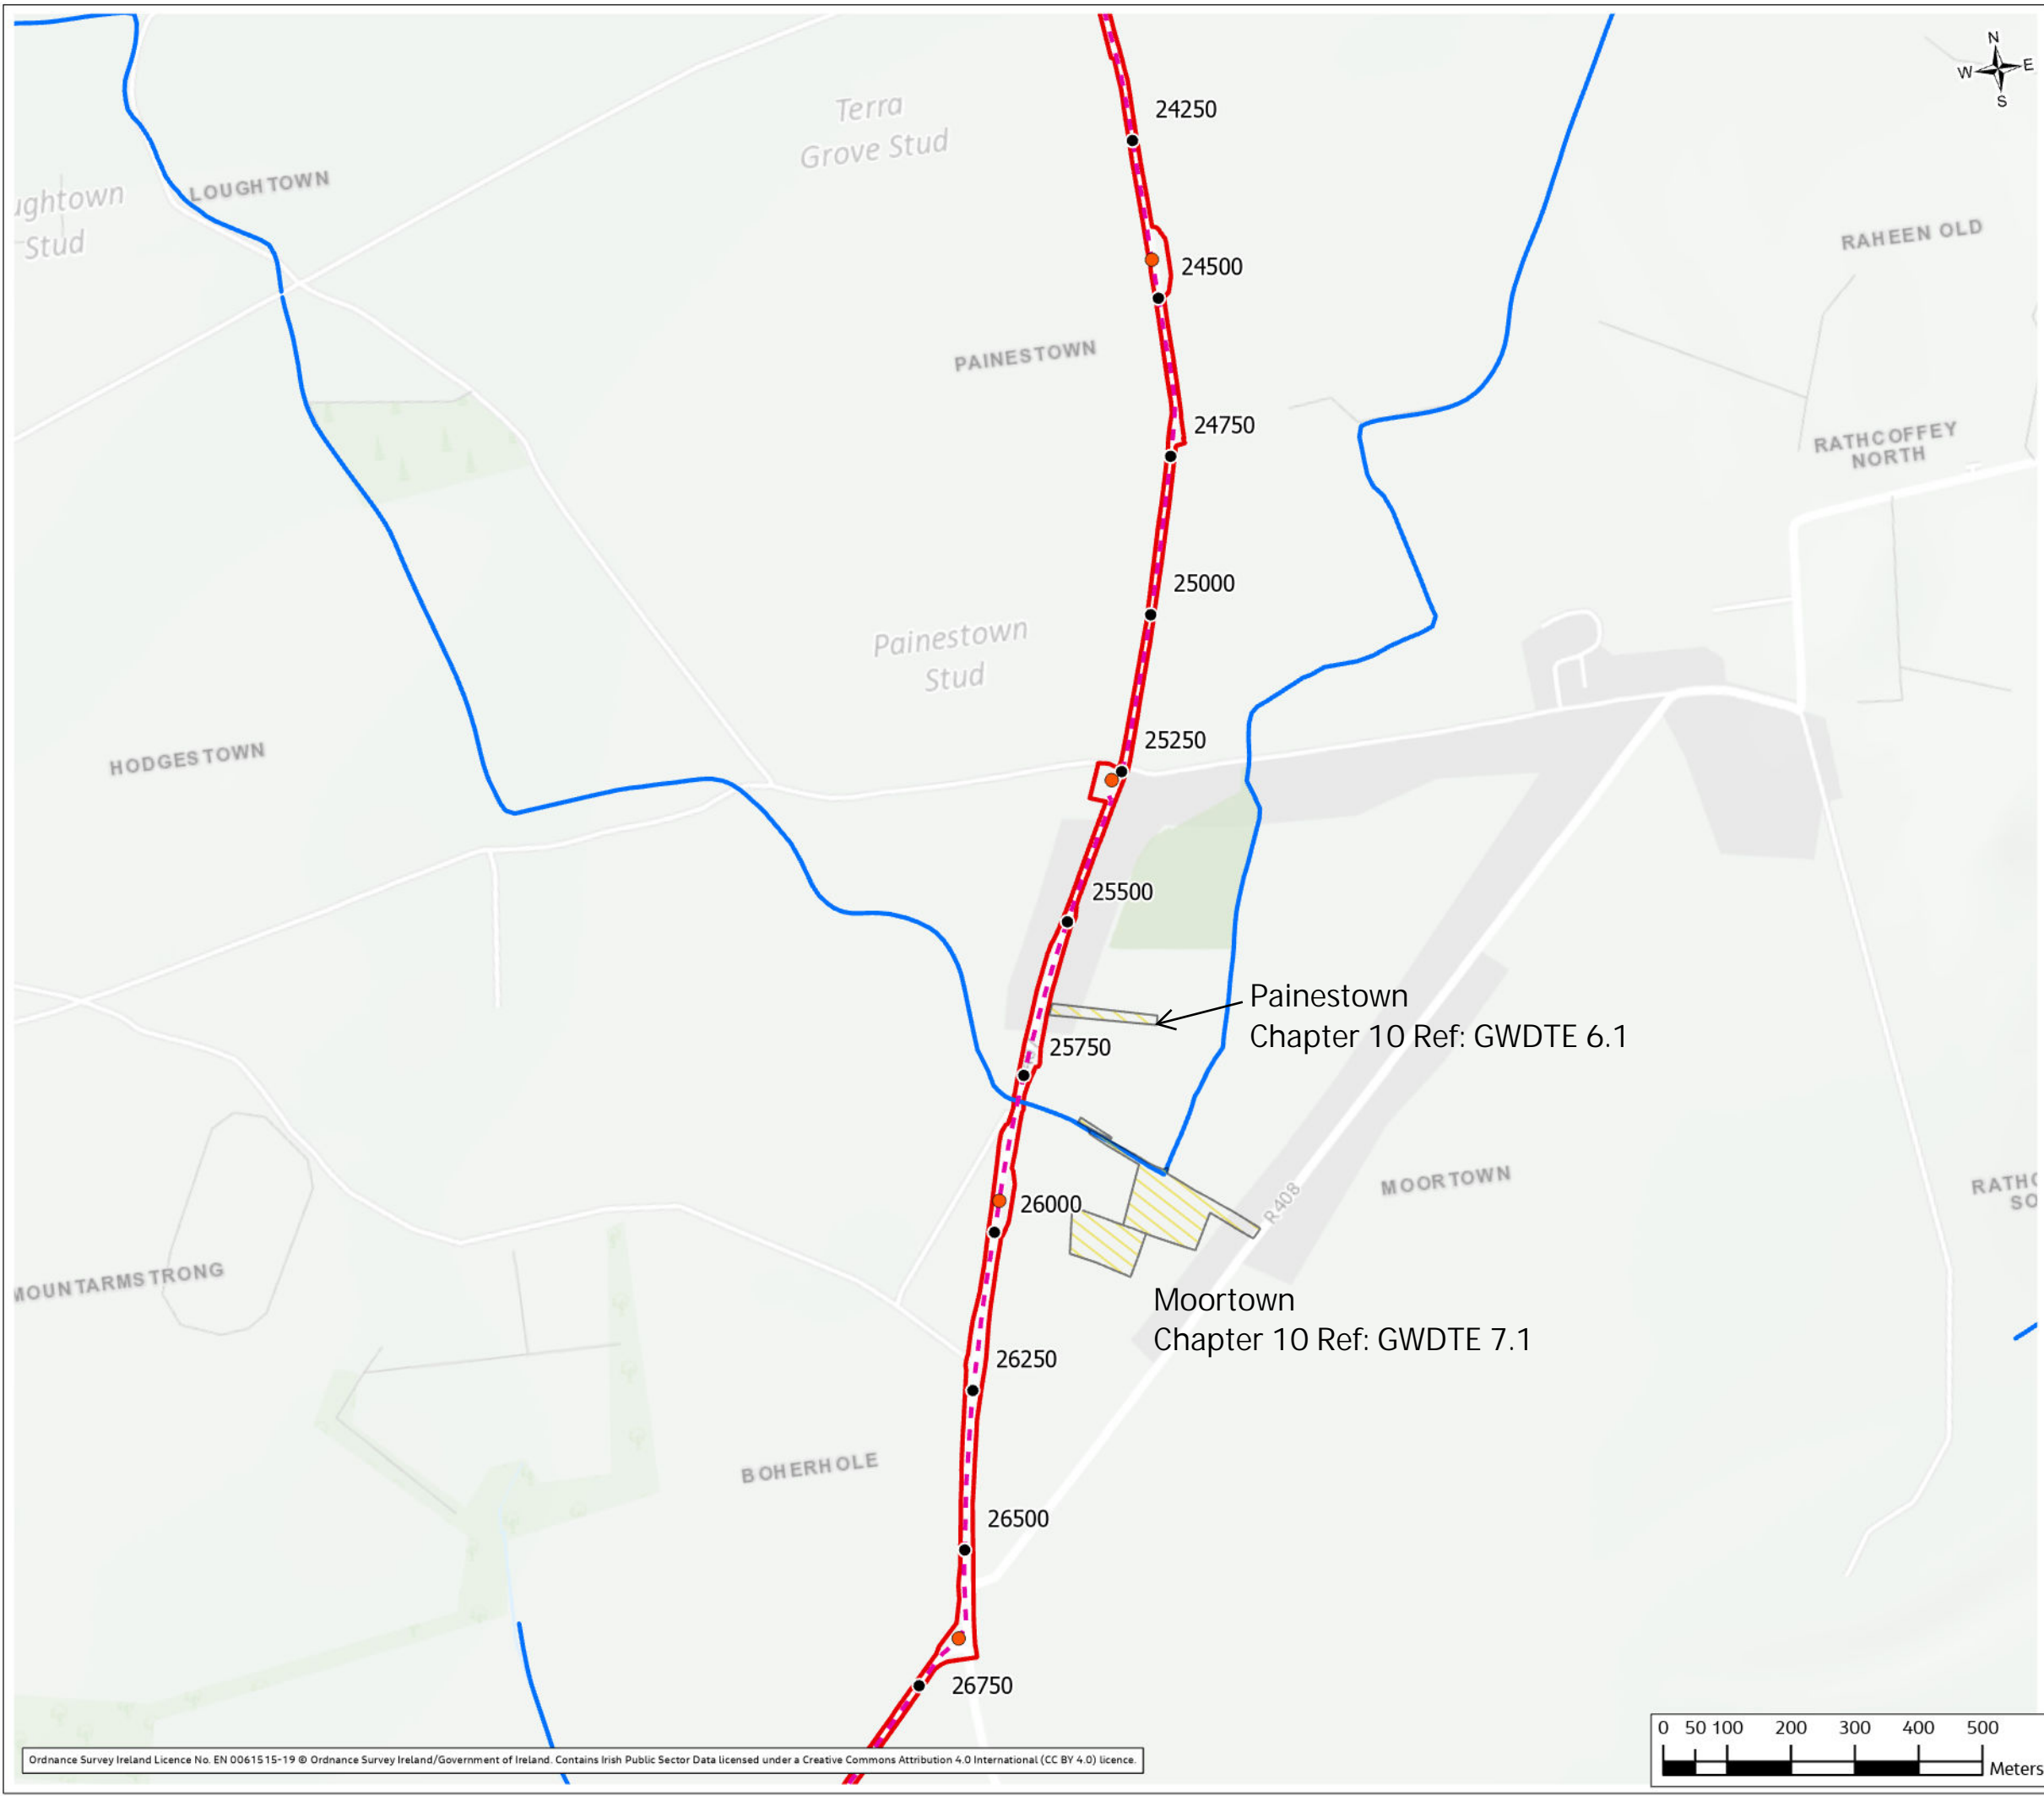 N
W E
S
24250
Terra
Grove Stud
LOUGHTOWN
ughtown
Stud
24500
RAHEEN OLD
PAINESTOWN
24750
RATHCOFFEY
NORTH
25000
Painestown
Stud
25250
HODGESTOWN
25500
Painestown
Chapter 10 Ref: GWDTE 6.1
25750
MOORTOWN
R408
RATHC
SO
26000
MOUNTARMSTRONG
Moortown
Chapter 10 Ref: GWDTE 7.1
26250
BOHERHOLE
26500
26750
0 50 100 200 300 400 500
Meters
Ordnance Survey Ireland Licence No. EN 0061515-19 © Ordnance Survey Ireland/Government of Ireland. Contains Irish Public Sector Data licensed under a Creative Commons Attribution 4.0 International (CC BY 4.0) licence.